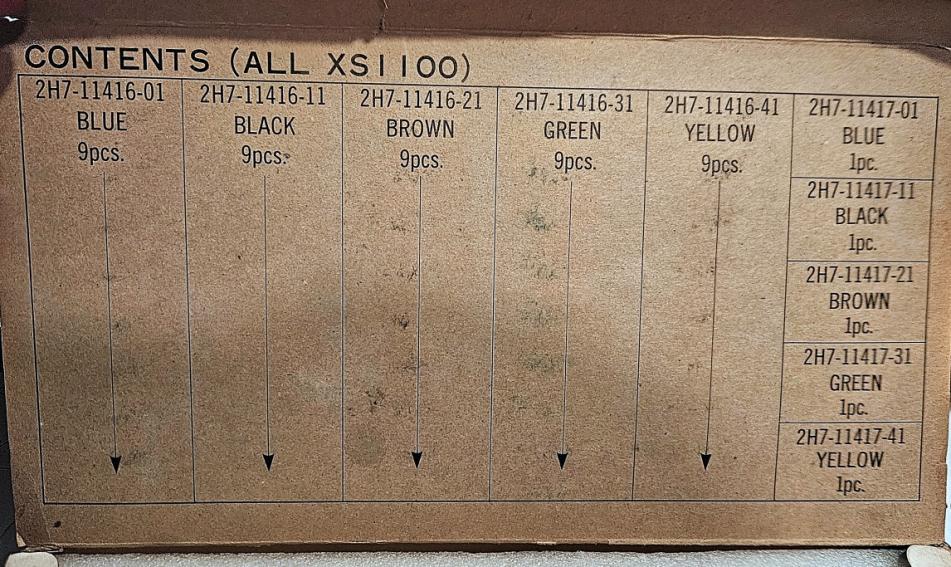 CONTENTS (ALL XS1100)
2H7-11416-01
BLUE
9pcs.
2H7-11416-11
BLACK
9pcs.
2H7-11416-21
BROWN
9pcs.
2H7-11416-31
GREEN
9pcs.
2H7-11416-41
YELLOW
9pcs.
2H7-11417-01
BLUE
1pc.
2H7-11417-11
BLACK
1pc.
2H7-11417-21
BROWN
1pc.
2H7-11417-31
GREEN
1pc.
2H7-11417-41
YELLOW
1pc.